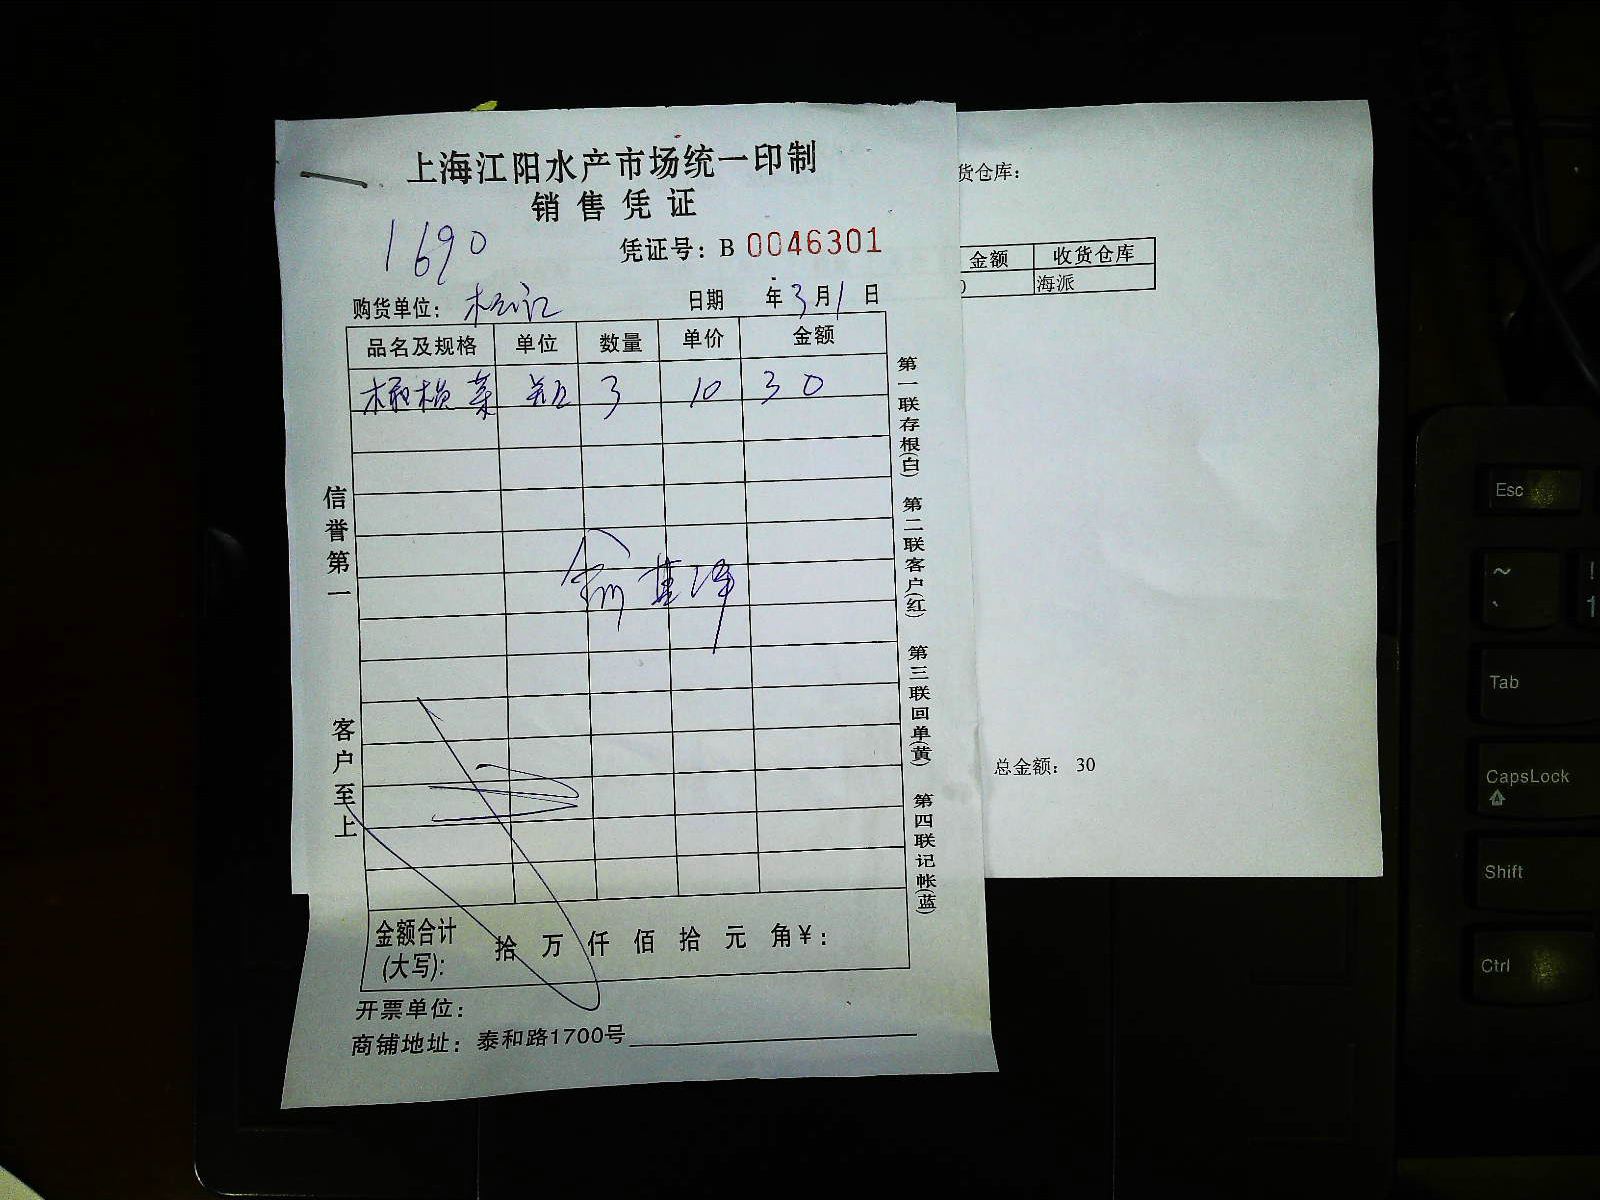 上海江阳水产市场统一印制
销售凭证
1690
凭证号：B 0046301
购货单位： 日期 年3月1日
品名及规格 单位 数量 单价 金额
橄榄菜 3 10 30
信誉第一
客户至上
第一联存根(白) 第二联客户(红) 第三联回单(黄) 第四联记帐(蓝)
金额合计(大写): 拾 万 仟 佰 拾 元 角¥:
开票单位：
商铺地址：泰和路1700号
货仓库:
金额 收货仓库
海派
总金额： 30
Esc
~
!
1
Tab
CapsLock
Shift
Ctrl